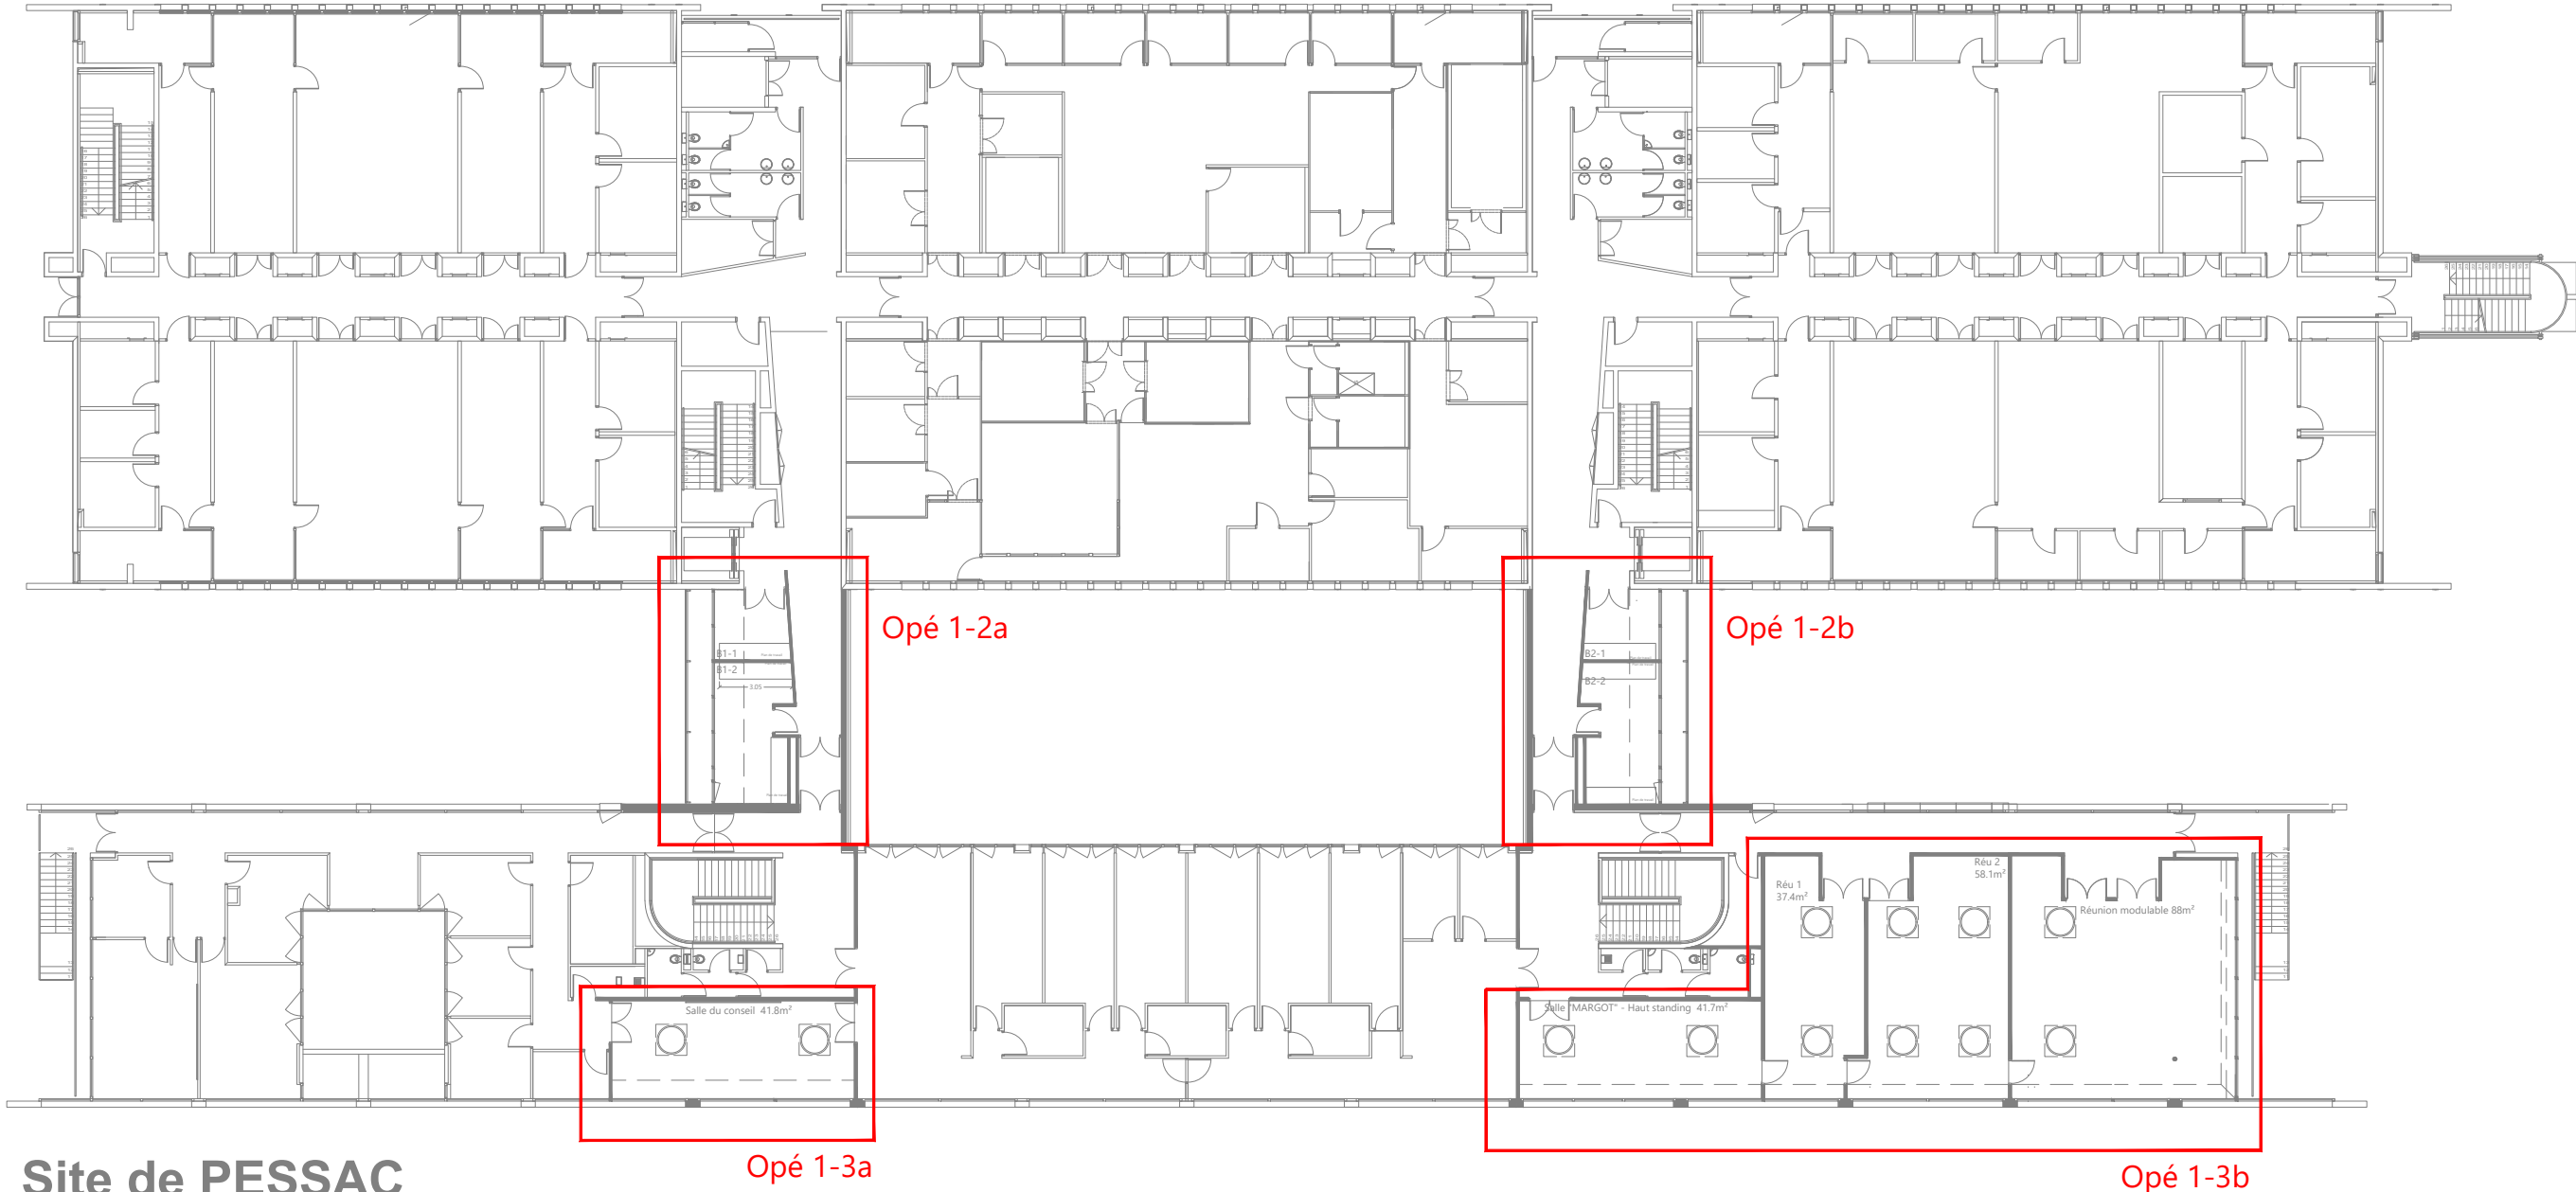 Opé 1-2a
Opé 1-2b
B1-1
B1-2
3.05
B2-1
B2-2
Réu 1
37.4m²
Réu 2
58.1m²
Réunion modulable 88m²
Salle du conseil 41.8m²
Salle "MARGOT" - Haut standing 41.7m²
Opé 1-3a
Opé 1-3b
Site de PESSAC